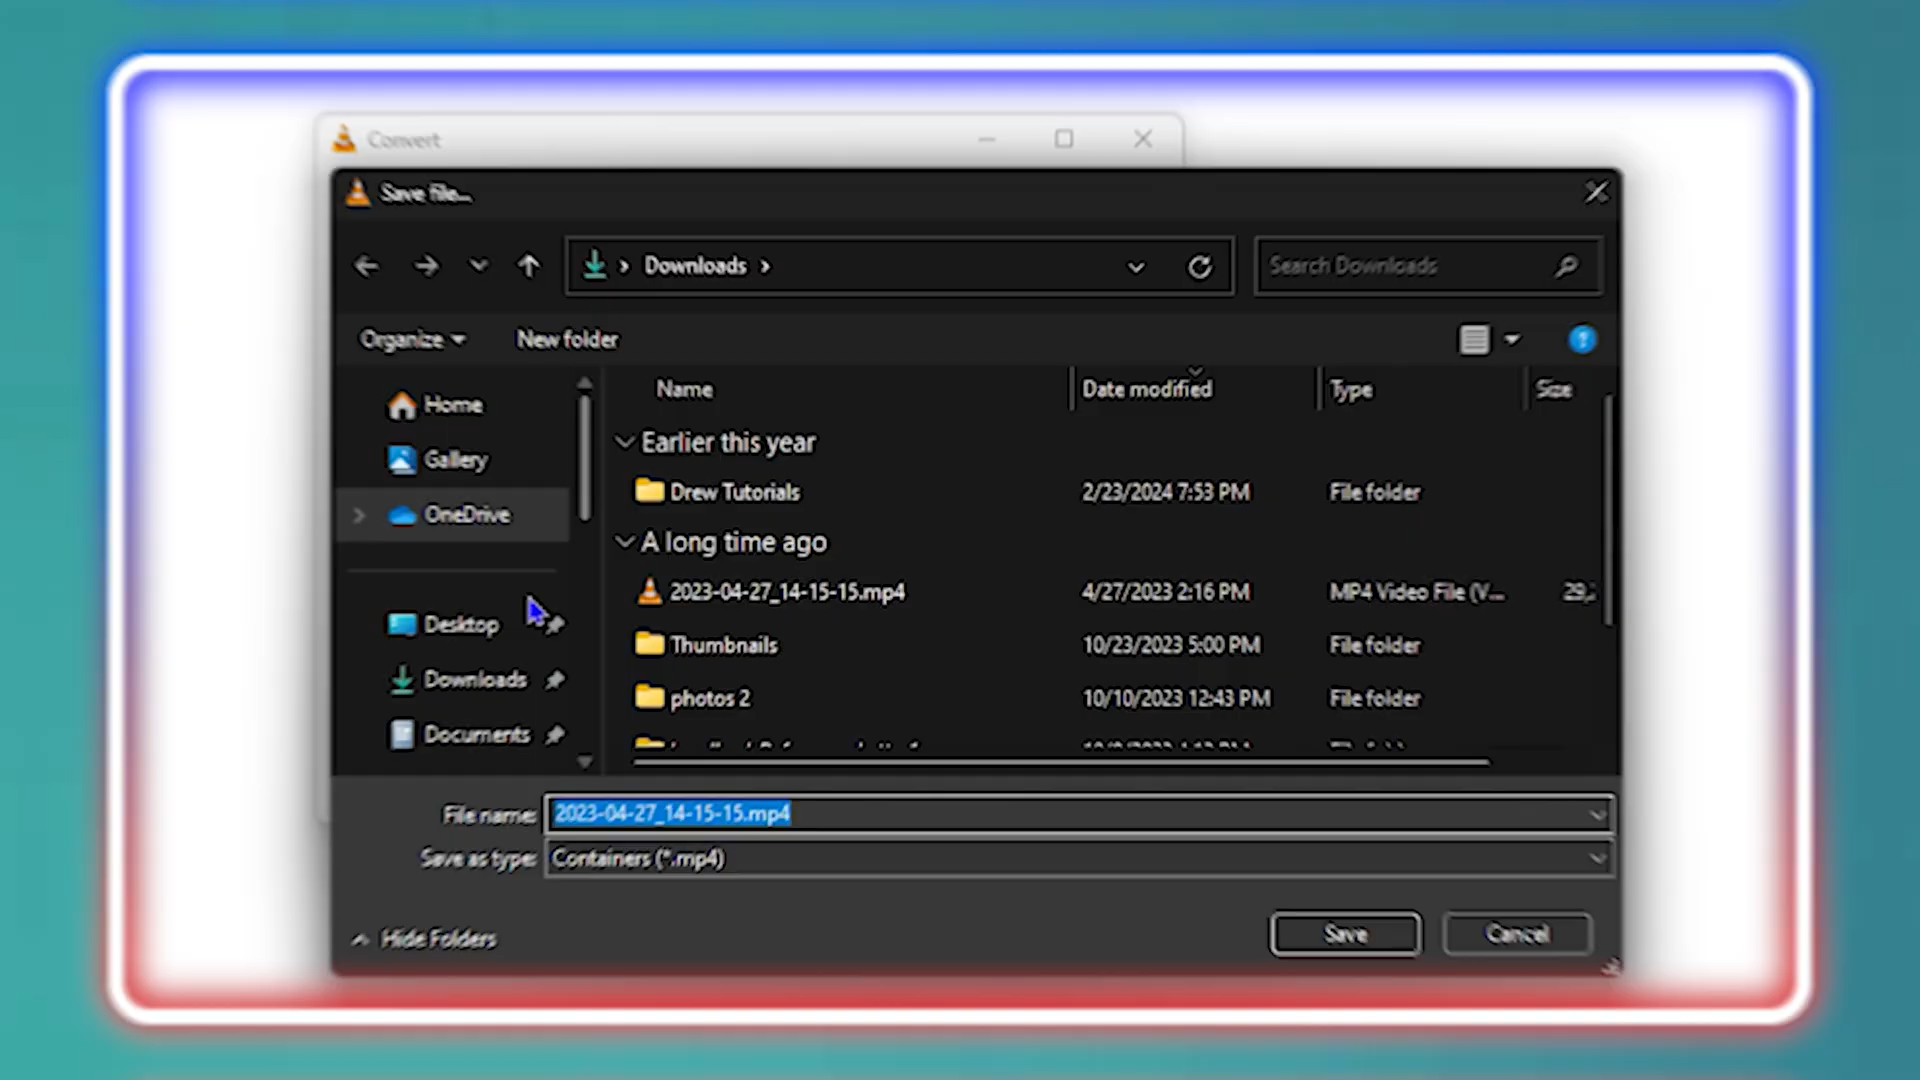 Convert
Save file...
Downloads
Search Downloads
Organize
New folder
Name Date modified Type Size
Home
Gallery
OneDrive
Desktop
Downloads
Documents
Earlier this year
Drew Tutorials 2/23/2024 7:53 PM File folder
A long time ago
2023-04-27_14-15-15.mp4 4/27/2023 2:16 PM MP4 Video File (V... 29,
Thumbnails 10/23/2023 5:00 PM File folder
photos 2 10/10/2023 12:43 PM File folder
File name: 2023-04-27_14-15-15.mp4
Save as type: Containers (*.mp4)
Hide Folders
Save Cancel